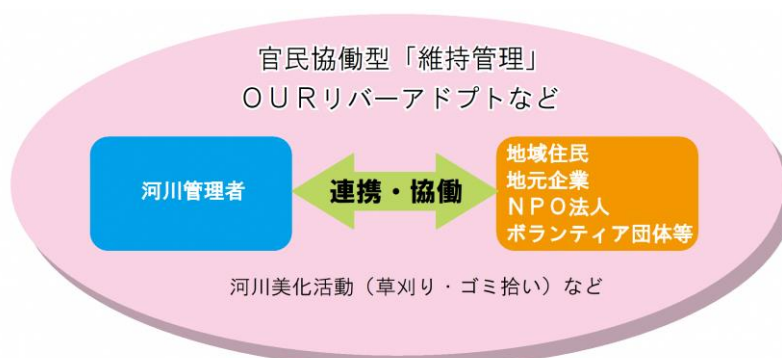 官民協働型「維持管理」
ＯＵＲリバーアドプトなど
河川管理者
連携・協働
地域住民
地元企業
ＮＰＯ法人
ボランティア団体等
河川美化活動（草刈り・ゴミ拾い）など